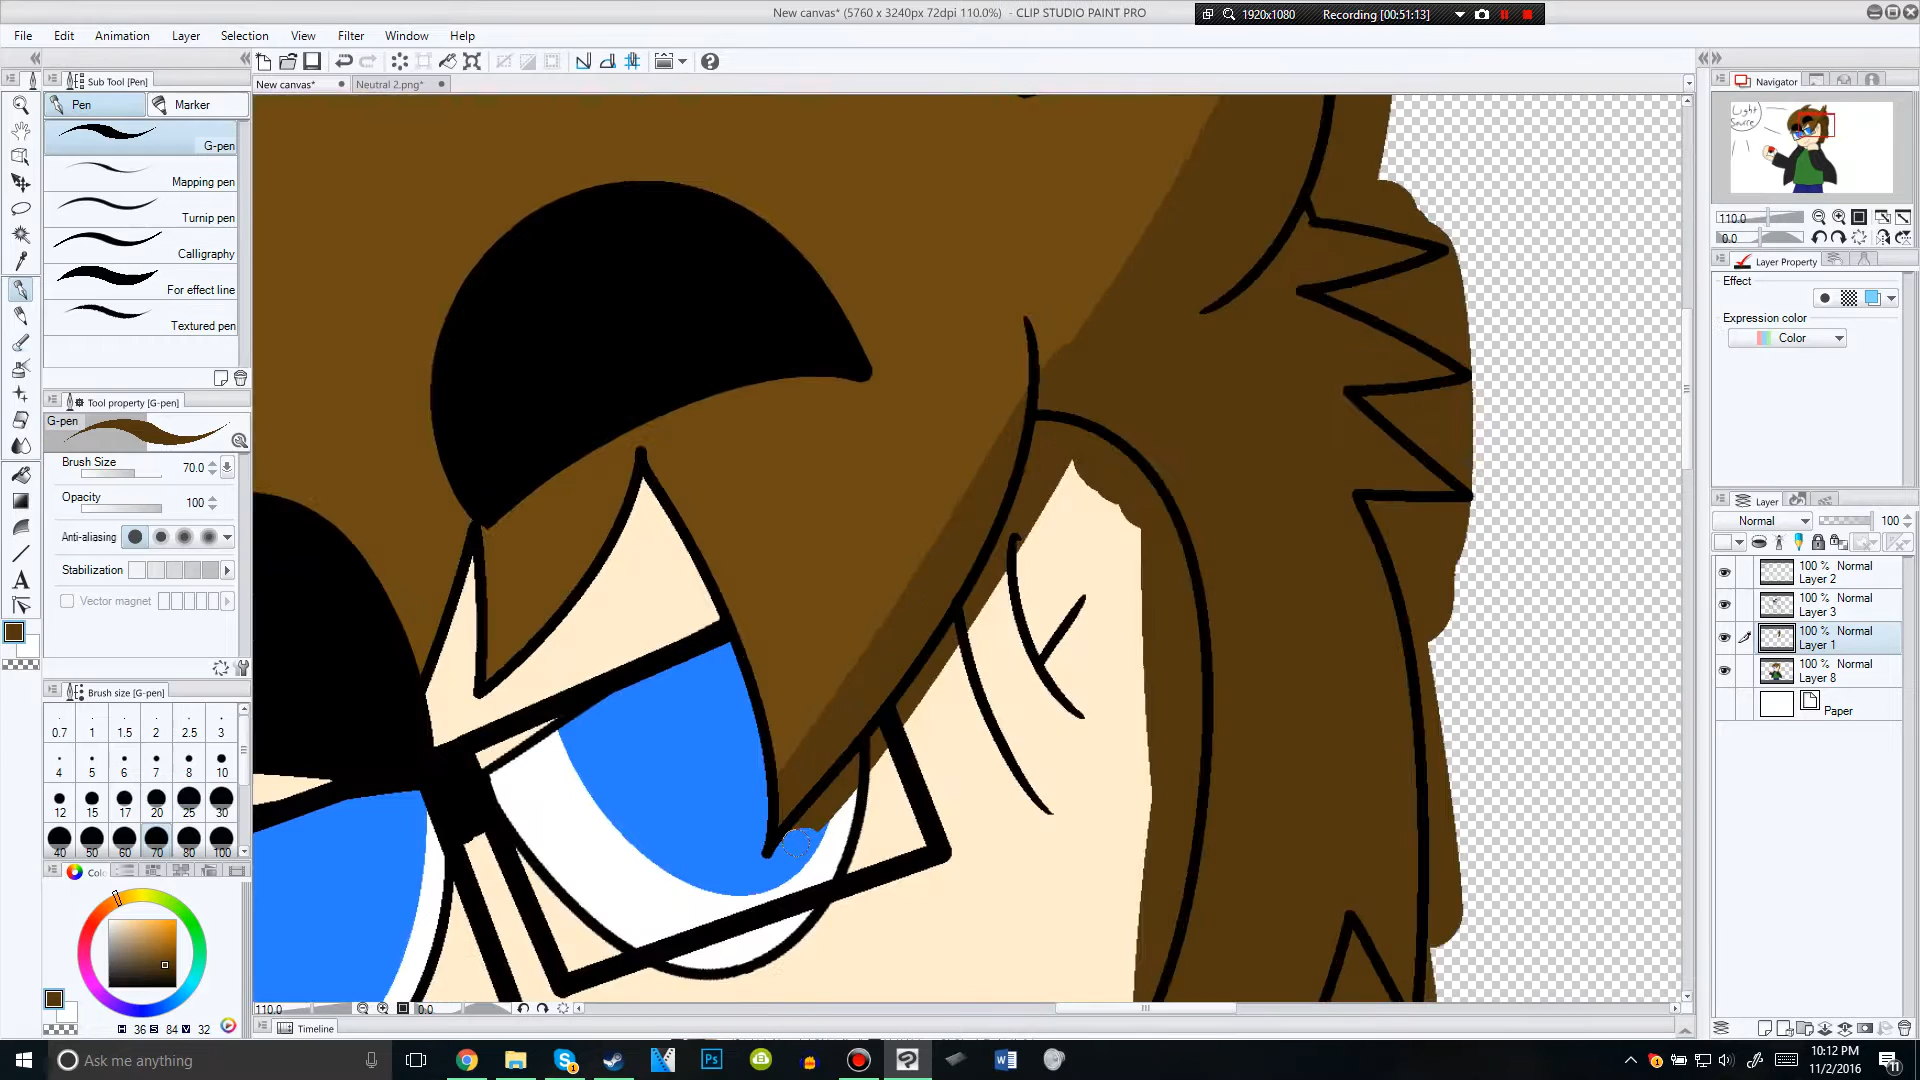 New canvas* (5760 x 3240px 72dpi 110.0%) - CLIP STUDIO PAINT PRO
1920x1080
Recording [00:51:13]
File Edit Animation Layer Selection View Filter Window Help
Sub Tool [Pen]
New canvas*
Neutral 2.png*
Navigator
Pen
Marker
G-pen
Mapping pen
Turnip pen
Calligraphy
For effect line
Textured pen
Light
Source
110.0
0.0
Layer Property
Effect
Expression color
Color
Tool property [G-pen]
G-pen
Brush Size 70.0
Opacity 100
Anti-aliasing
Stabilization
Vector magnet
Layer
Normal 100
100 % Normal
Layer 2
100 % Normal
Layer 3
100 % Normal
Layer 1
100 % Normal
Layer 8
Paper
Brush size [G-pen]
0.7 1 1.5 2 2.5 3
4 5 6 7 8 10
12 15 17 20 25 30
40 50 60 70 80 100
H 36 S 84 V 32
110.0
0.0
Timeline
Ask me anything
10:12 PM
11/2/2016
11